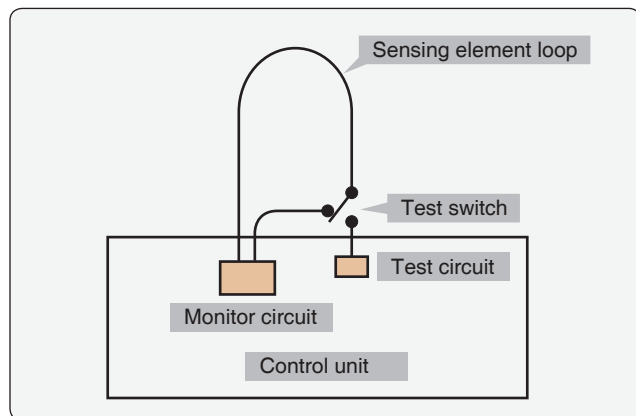 Sensing element loop
Test switch
Test circuit
Monitor circuit
Control unit